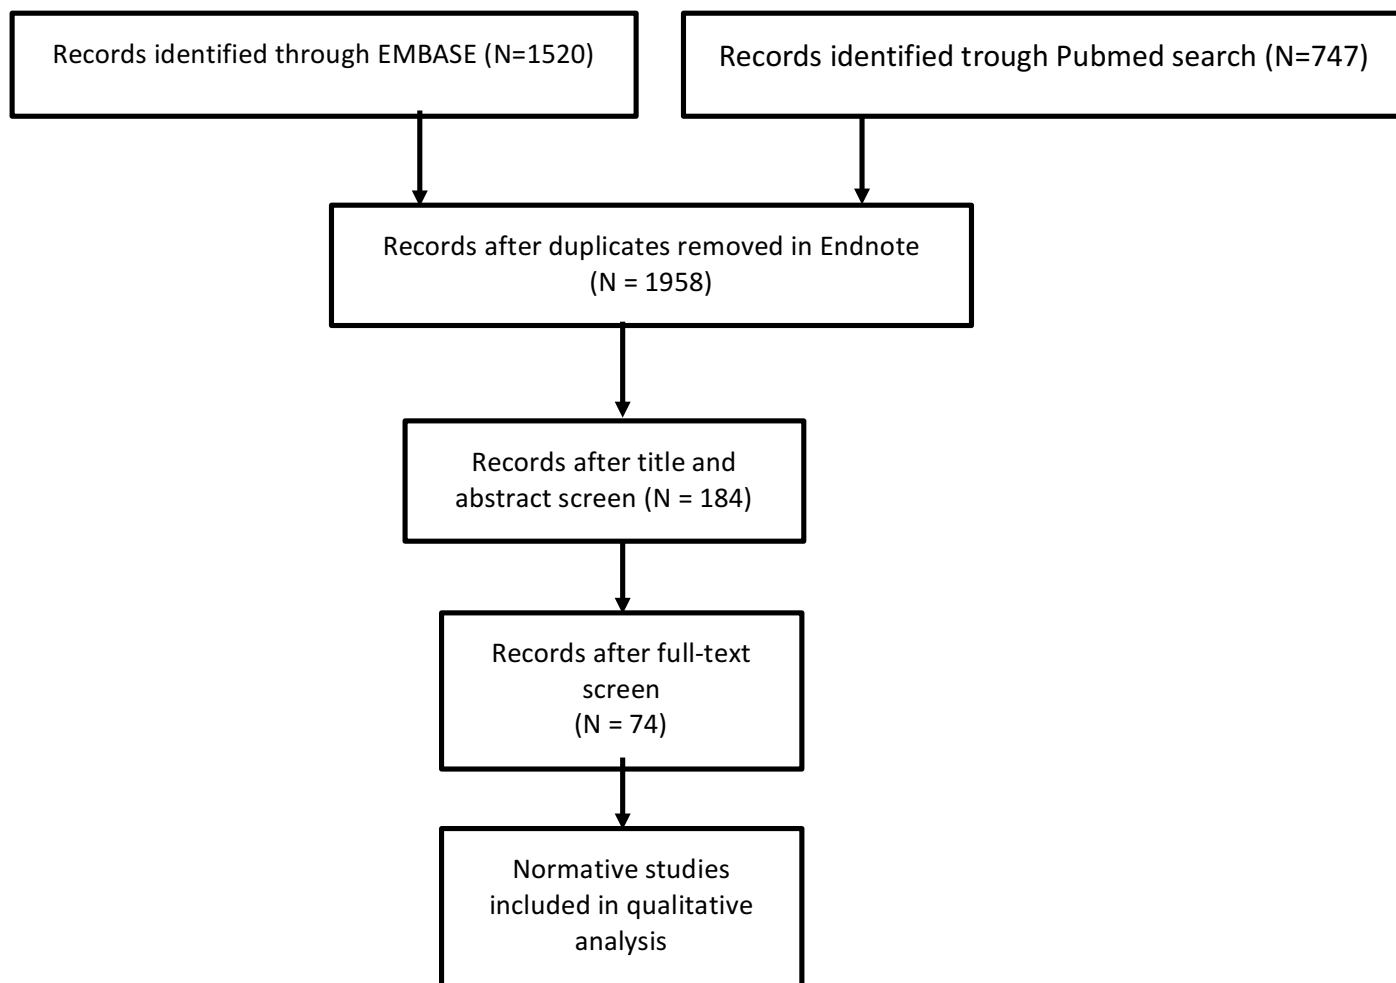 Records identified through EMBASE (N=1520)
Records identified trough Pubmed search (N=747)
Records after duplicates removed in Endnote
(N = 1958)
Records after title and
abstract screen (N = 184)
Records after full-text
screen
(N = 74)
Normative studies
included in qualitative
analysis